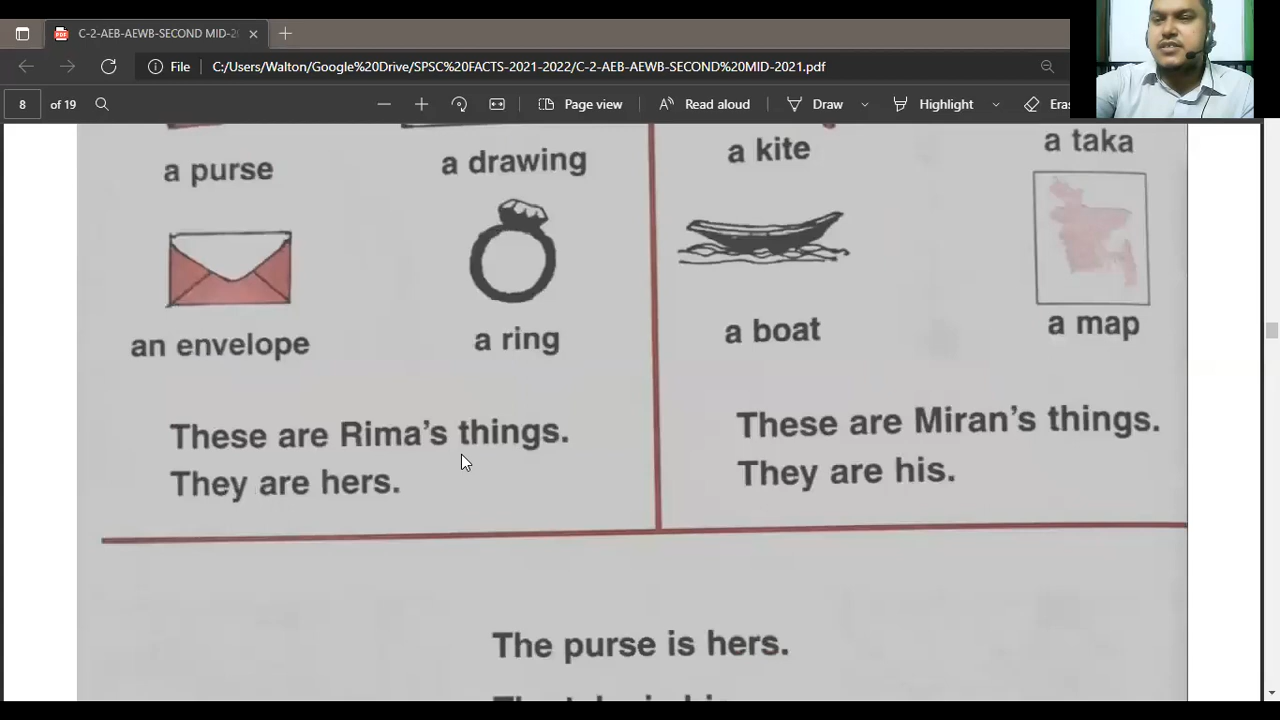 C-2-AEB-AEWB-SECOND MID-2
File C:/Users/Walton/Google%20Drive/SPSC%20FACTS-2021-2022/C-2-AEB-AEWB-SECOND%20MID-2021.pdf
8 of 19 Page view Read aloud Draw Highlight Eras
a purse a drawing a kite a taka
an envelope a ring a boat a map
These are Rima's things.
They are hers.
These are Miran's things.
They are his.
The purse is hers.